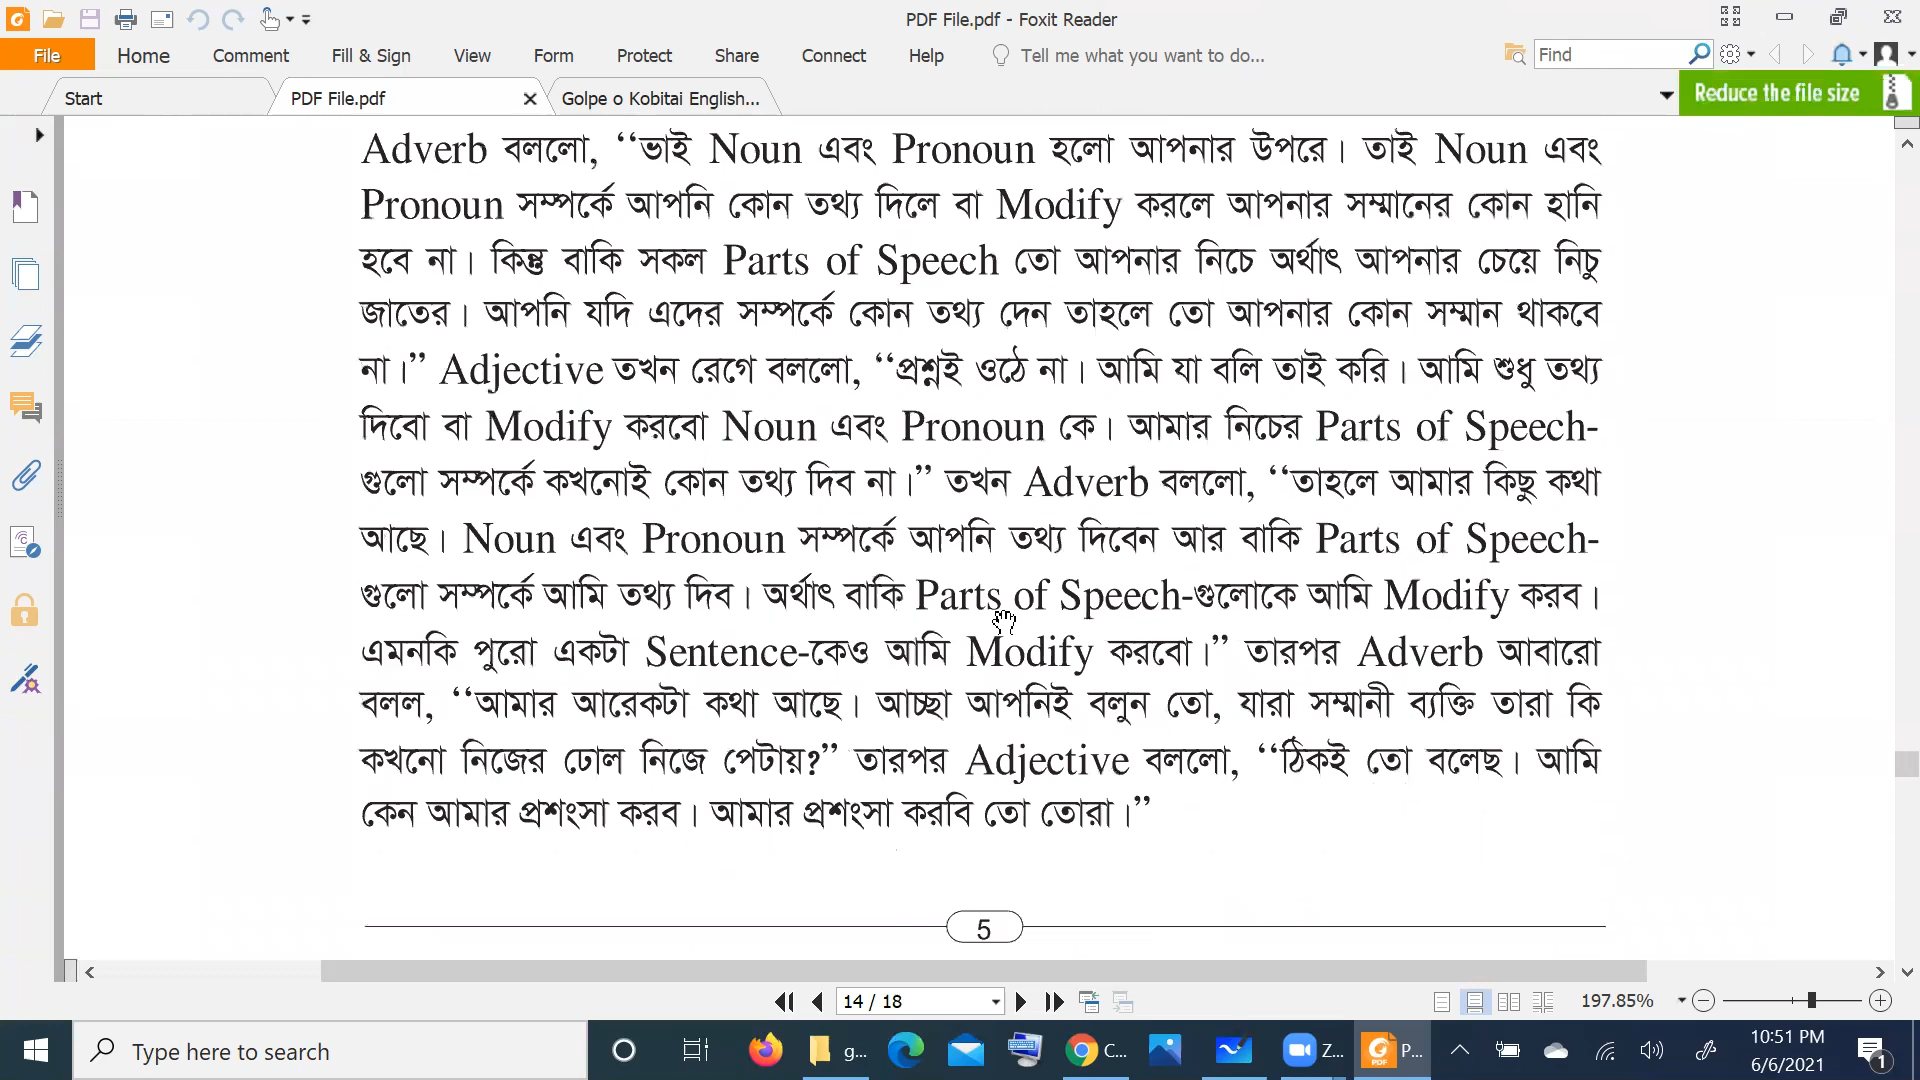 PDF File.pdf - Foxit Reader
File Home Comment Fill & Sign View Form Protect Share Connect Help Tell me what you want to do... Find
Start PDF File.pdf Golpe o Kobitai English... Reduce the file size
Adverb বললো, ‘‘ভাই Noun এবং Pronoun হলো আপনার উপরে। তাই Noun এবং
Pronoun সম্পর্কে আপনি কোন তথ্য দিলে বা Modify করলে আপনার সম্মানের কোন হানি
হবে না। কিন্তু বাকি সকল Parts of Speech তো আপনার নিচে অর্থাৎ আপনার চেয়ে নিচু
জাতের। আপনি যদি এদের সম্পর্কে কোন তথ্য দেন তাহলে তো আপনার কোন সম্মান থাকবে
না।’’ Adjective তখন রেগে বললো, ‘‘প্রশ্নই ওঠে না। আমি যা বলি তাই করি। আমি শুধু তথ্য
দিবো বা Modify করবো Noun এবং Pronoun কে। আমার নিচের Parts of Speech-
গুলো সম্পর্কে কখনোই কোন তথ্য দিব না।’’ তখন Adverb বললো, ‘‘তাহলে আমার কিছু কথা
আছে। Noun এবং Pronoun সম্পর্কে আপনি তথ্য দিবেন আর বাকি Parts of Speech-
গুলো সম্পর্কে আমি তথ্য দিব। অর্থাৎ বাকি Parts of Speech-গুলোকে আমি Modify করব।
এমনকি পুরো একটা Sentence-কেও আমি Modify করবো।’’ তারপর Adverb আবারো
বলল, ‘‘আমার আরেকটা কথা আছে। আচ্ছা আপনিই বলুন তো, যারা সম্মানী ব্যক্তি তারা কি
কখনো নিজের ঢোল নিজে পেটায়?’’ তারপর Adjective বললো, ‘‘ঠিকই তো বলেছ। আমি
কেন আমার প্রশংসা করব। আমার প্রশংসা করবি তো তোরা।’’
5
14 / 18 197.85%
Type here to search g... C... Z... P... 10:51 PM
6/6/2021 1